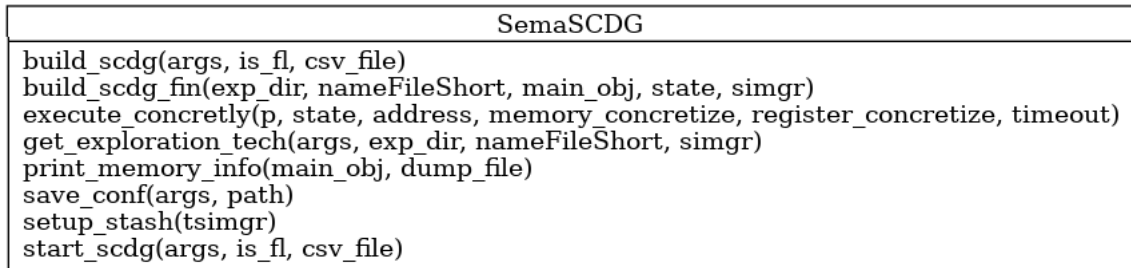 SemaSCDG
build_scdg(args, is_fl, csv_file)
build_scdg_fin(exp_dir, nameFileShort, main_obj, state, simgr)
execute_concretly(p, state, address, memory_concretize, register_concretize, timeout)
get_exploration_tech(args, exp_dir, nameFileShort, simgr)
print_memory_info(main_obj, dump_file)
save_conf(args, path)
setup_stash(tsimgr)
start_scdg(args, is_fl, csv_file)